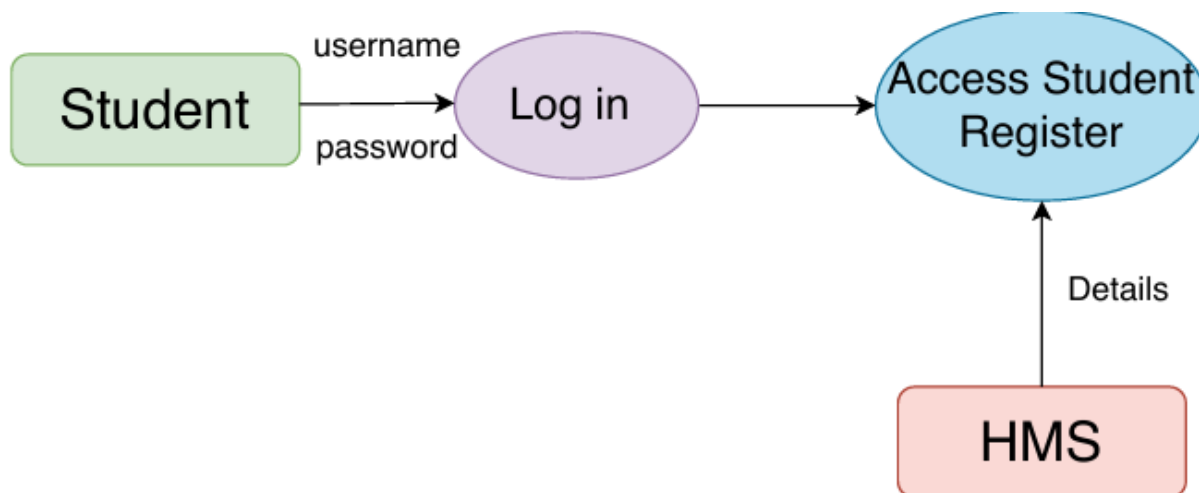 username
Student
password
Log in
Access Student
Register
Details
HMS